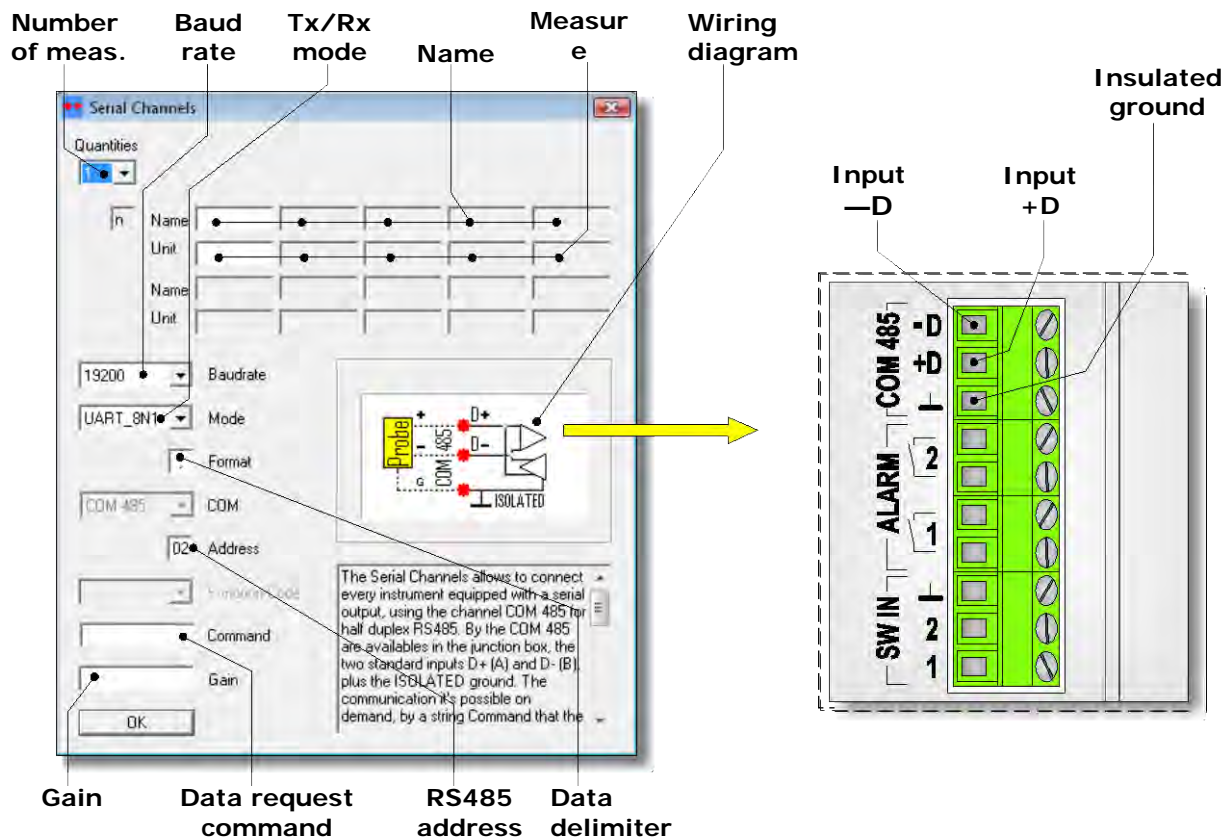 Number
of meas.
Baud
rate
Tx/Rx
mode
Name
Measur
e
Wiring
diagram
Insulated
ground
Input
—D
Input
+D
Serial Channels
Quantities
n
Name
Unit
Name
Unit
19200
Baudrate
UART_8N1
Mode
Format
COM 485
COM
02
Address
Command
Gain
OK
Probe
+
–
G
COM 485
D+
D-
ISOLATED
The Serial Channels allows to connect
every instrument equipped with a serial
output, using the channel COM 485 for
half duplex RS485. By the COM 485
are availables in the junction box, the
two standard inputs D+ (A) and D- (B)
plus the ISOLATED ground. The
communication it's possible on
demand, by a string Command that the
COM 485
-D
+D
ALARM
2
1
SW IN
2
1
Gain
Data request
command
RS485
address
Data
delimiter